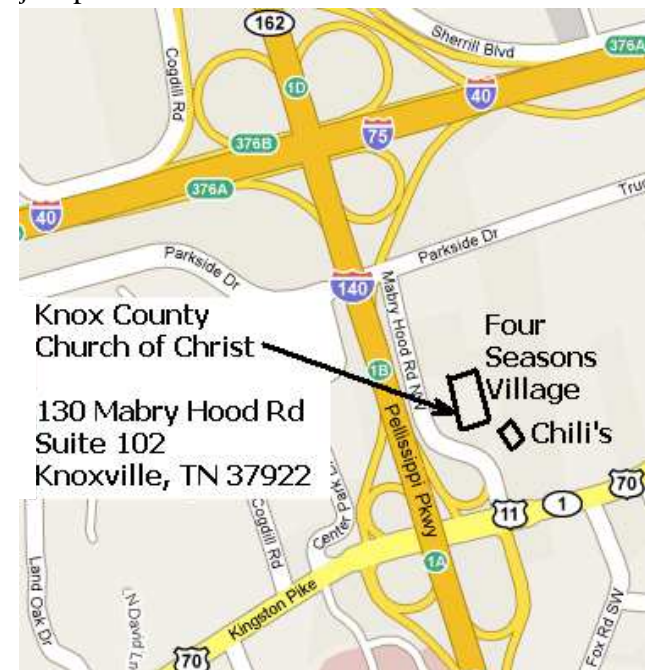 162
Sherrill Blvd
376A
Cogdill Rd
1D
40
376B
75
376A
40
Parkside Dr
Parkside Dr
140
Mabry Hood Rd NW
Knox County
Church of Christ
130 Mabry Hood Rd
Suite 102
Knoxville, TN 37922
Four
Seasons
Village
Chili's
1B
Pellissippi Pkwy
70
1
11
Cogdill Rd
Center Park Dr
1A
Land Oak Dr
N David Ln
Kingston Pike
Fox Rd SW
70